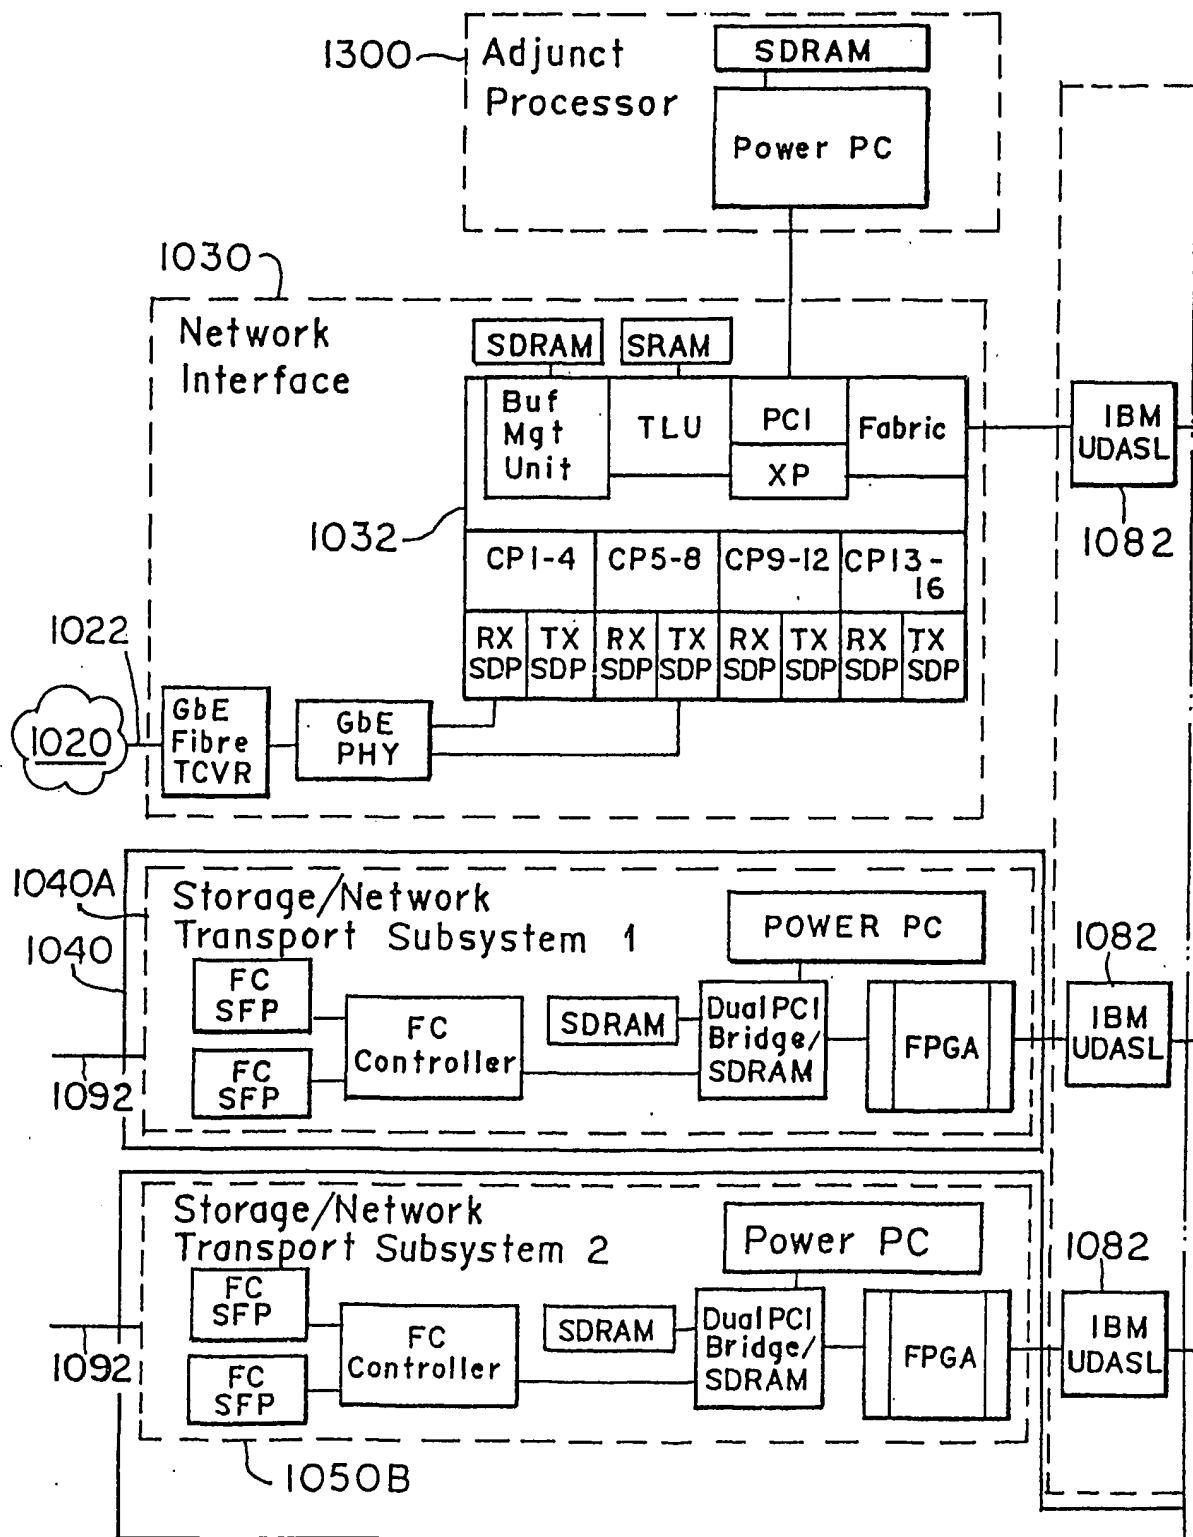 1300
Adjunct
Processor
SDRAM
Power PC
1030
Network
Interface
SDRAM
SRAM
Buf
Mgt
Unit
TLU
PCI
XP
Fabric
IBM
UDASL
1082
1032
CP1-4
CP5-8
CP9-12
CP13-
16
RX
SDP
TX
SDP
RX
SDP
TX
SDP
RX
SDP
TX
SDP
RX
SDP
TX
SDP
1022
1020
GbE
Fibre
TCVR
GbE
PHY
1040A
1040
Storage/Network
Transport Subsystem 1
POWER PC
FC
SFP
FC
SFP
FC
Controller
SDRAM
Dual PCI
Bridge/
SDRAM
FPGA
1082
IBM
UDASL
1092
Storage/Network
Transport Subsystem 2
Power PC
FC
SFP
FC
SFP
FC
Controller
SDRAM
Dual PCI
Bridge/
SDRAM
FPGA
1082
IBM
UDASL
1092
1050B